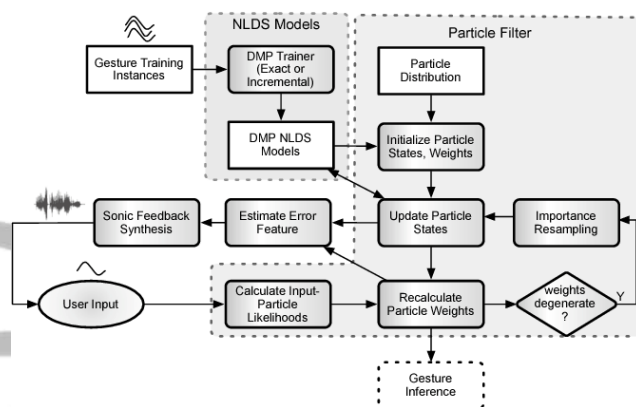 NLDS Models
Particle Filter
Gesture Training
Instances
DMP Trainer
(Exact or
Incremental)
Particle
Distribution
DMP NLDS
Models
Initialize Particle
States, Weights
Sonic Feedback
Synthesis
Estimate Error
Feature
Update Particle
States
Importance
Resampling
User Input
Calculate Input-
Particle
Likelihoods
Recalculate
Particle Weights
weights
degenerate
?
Y
Gesture
Inference